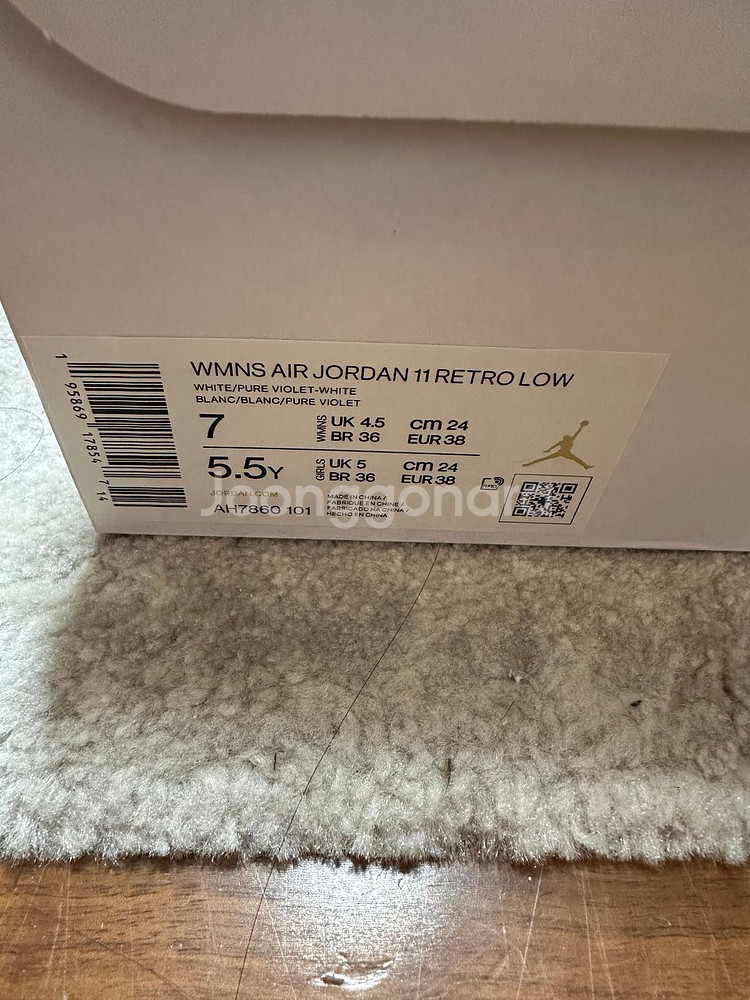 WMNS AIR JORDAN 11 RETRO LOW
WHITE/PURE VIOLET-WHITE
BLANC/BLANC/PURE VIOLET
7 WMNS UK 4.5 cm 24
BR 36 EUR 38
5.5Y GIRLS UK 5 cm 24
BR 36 EUR 38
JORDAN.COM
AH7860 101
MADE IN CHINA /
FABRIQUE EN CHINE /
FABRICADO NA CHINA /
HECHO EN CHINA
1 95869 17854 7 14
Joonggonara